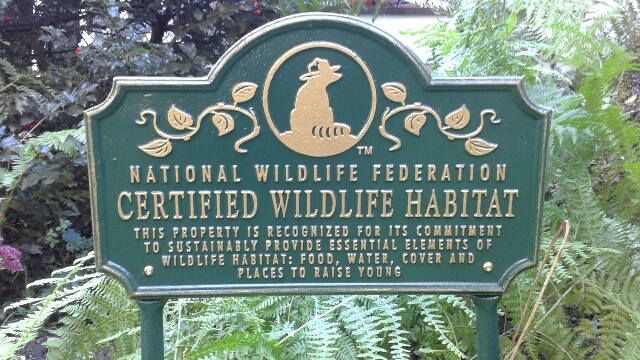 TM
NATIONAL WILDLIFE FEDERATION
CERTIFIED WILDLIFE HABITAT
THIS PROPERTY IS RECOGNIZED FOR ITS COMMITMENT
TO SUSTAINABLY PROVIDE ESSENTIAL ELEMENTS OF
WILDLIFE HABITAT: FOOD, WATER, COVER AND
PLACES TO RAISE YOUNG